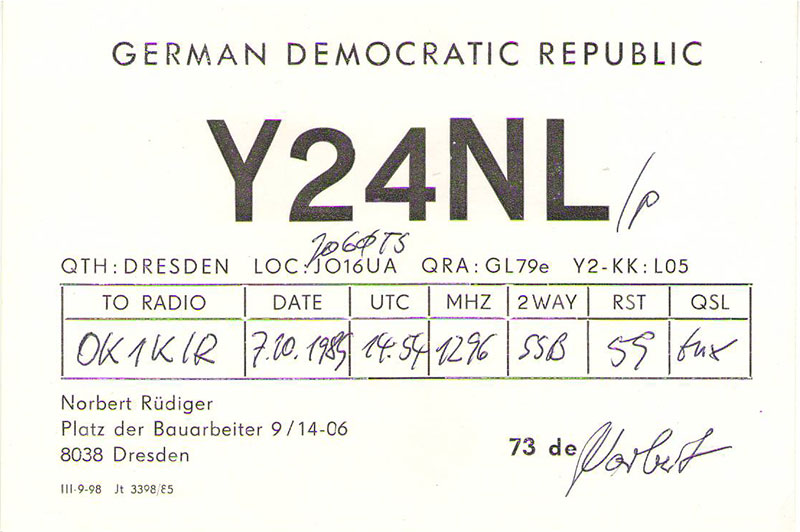 GERMAN DEMOCRATIC REPUBLIC
Y24NL/p
JO60TS
QTH: DRESDEN LOC: JO16UA QRA: GL79e Y2-KK: L05
TO RADIO DATE UTC MHZ 2WAY RST QSL
OK1KIR 7.10.1989 14.54 1296 SSB 59 tnx
Norbert Rüdiger
Platz der Bauarbeiter 9/14-06
8038 Dresden
73 de Norbert
III-9-98 Jt 3398/85